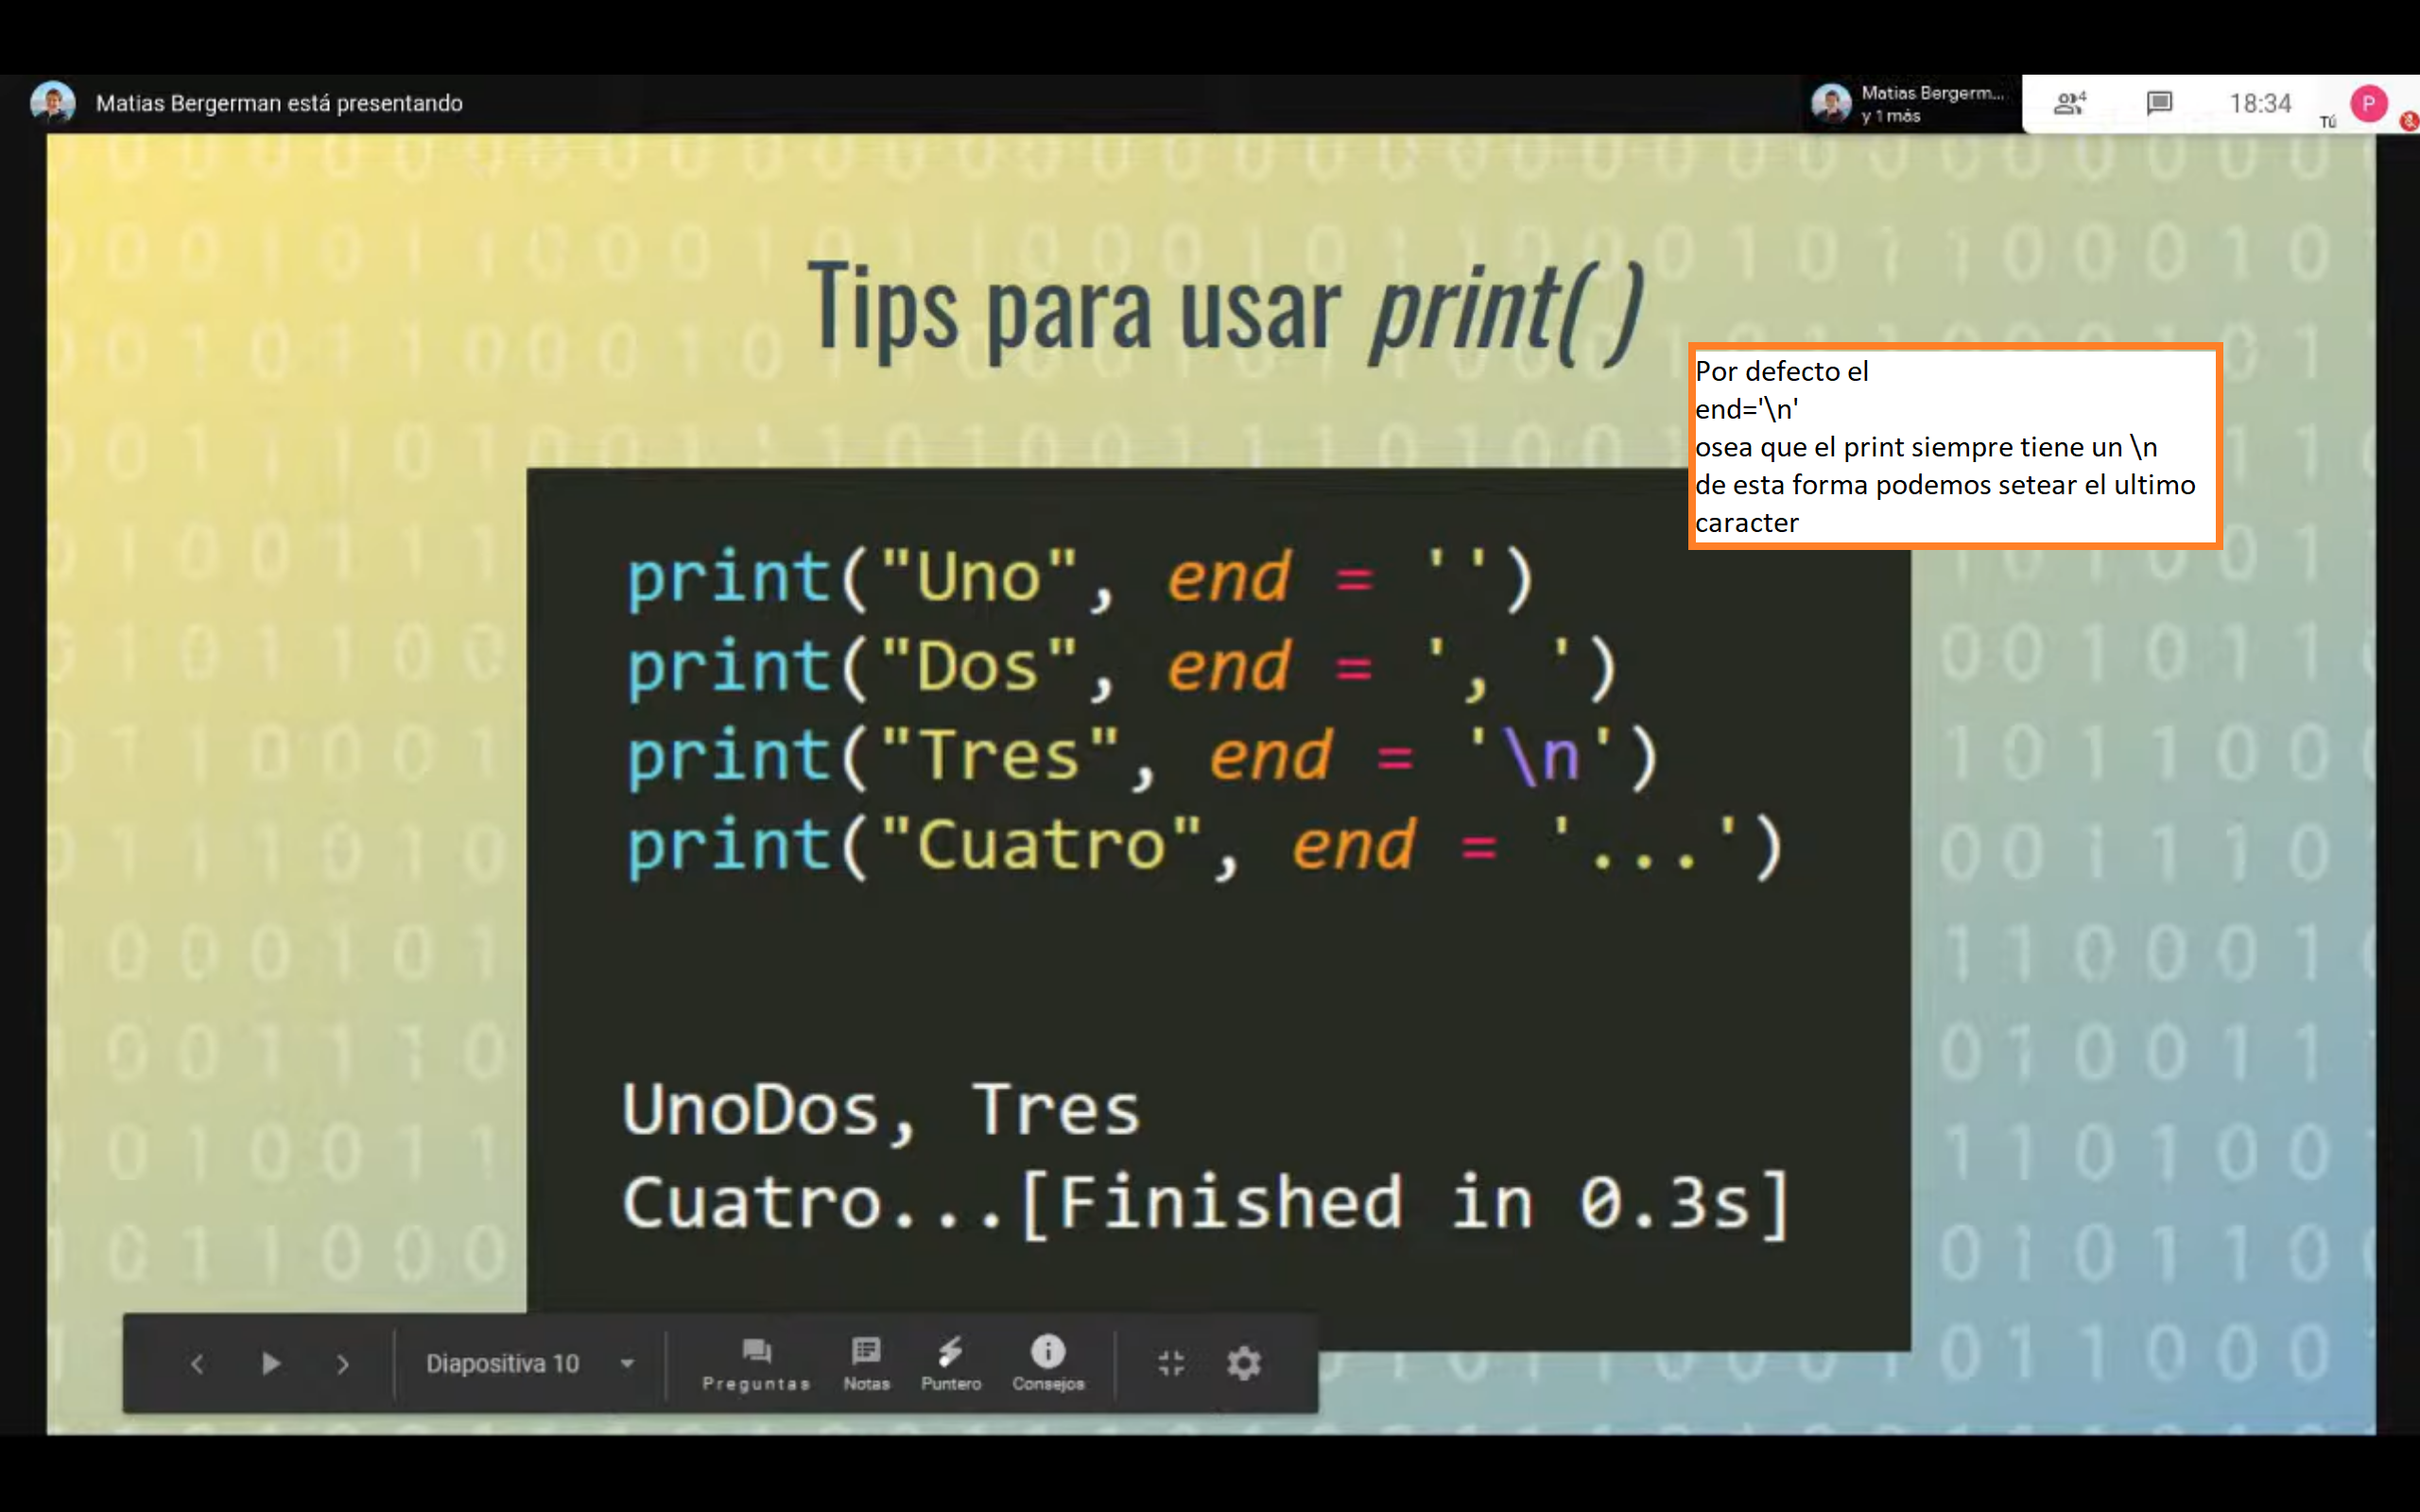 Matias Bergerman está presentando
Matias Bergerm...
y 1 más
4
18:34
Tú
P
Tips para usar print( )
Por defecto el
end='\n'
osea que el print siempre tiene un \n
de esta forma podemos setear el ultimo
caracter
print("Uno", end = '')
print("Dos", end = ', ')
print("Tres", end = '\n')
print("Cuatro", end = '...')
UnoDos, Tres
Cuatro...[Finished in 0.3s]
Diapositiva 10
Preguntas
Notas
Puntero
Consejos